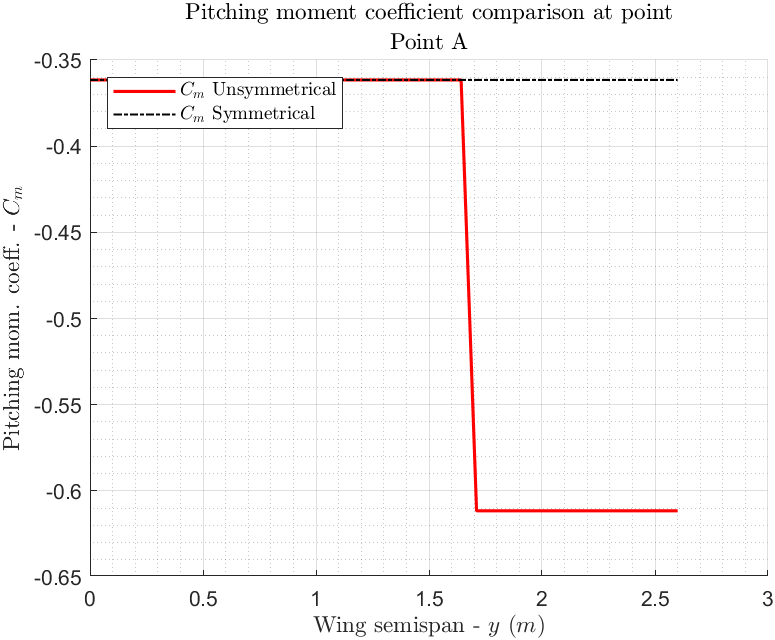 Pitching moment coefficient comparison at point
Point A
-0.35
-0.4
-0.45
-0.5
-0.55
-0.6
-0.65
Pitching mom. coeff. - C_m
C_m Unsymmetrical
C_m Symmetrical
0 0.5 1 1.5 2 2.5 3
Wing semispan - y (m)